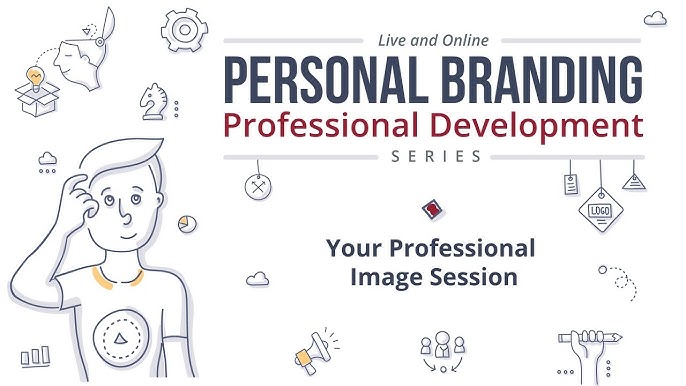 Live and Online
PERSONAL BRANDING
Professional Development
SERIES
Your Professional
Image Session
LOGO